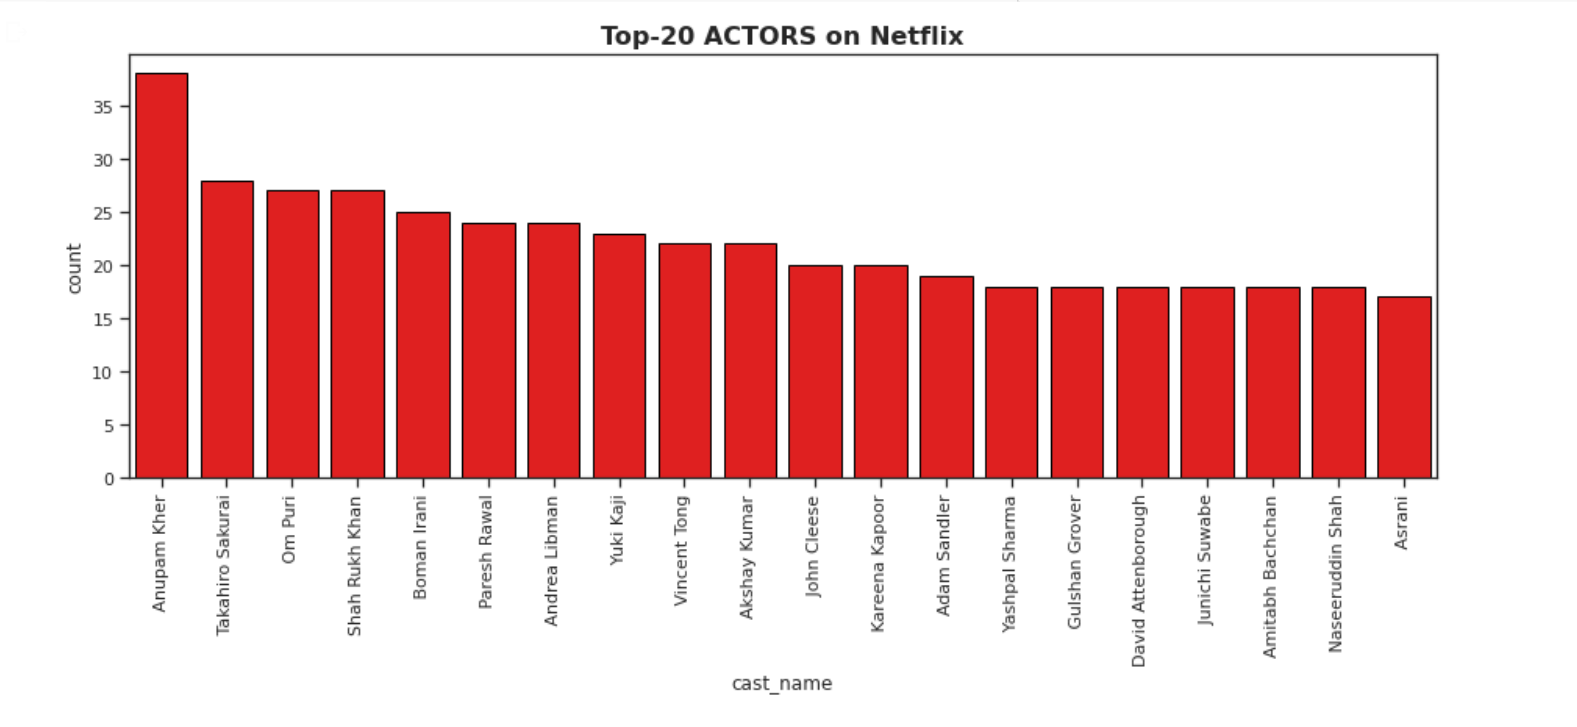 Top-20 ACTORS on Netflix
35
30
25
20
15
10
5
0
count
Anupam Kher
Takahiro Sakurai
Om Puri
Shah Rukh Khan
Boman Irani
Paresh Rawal
Andrea Libman
Yuki Kaji
Vincent Tong
Akshay Kumar
John Cleese
Kareena Kapoor
Adam Sandler
Yashpal Sharma
Gulshan Grover
David Attenborough
Junichi Suwabe
Amitabh Bachchan
Naseeruddin Shah
Asrani
cast_name